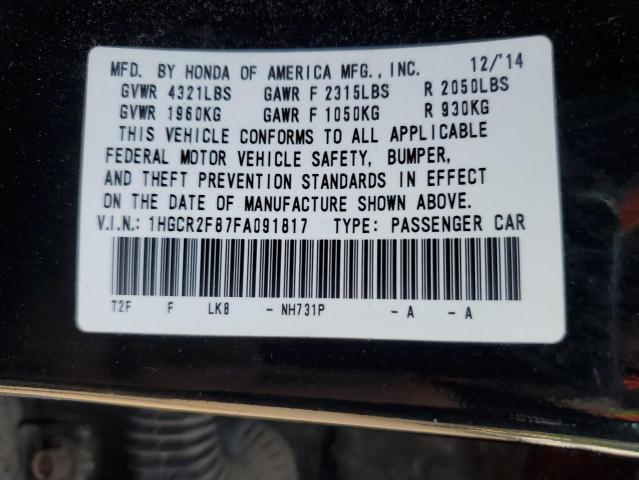 MFD. BY HONDA OF AMERICA MFG., INC. 12/'14
GVWR 4321LBS GAWR F 2315LBS R 2050LBS
GVWR 1960KG GAWR F 1050KG R 930KG
THIS VEHICLE CONFORMS TO ALL APPLICABLE
FEDERAL MOTOR VEHICLE SAFETY, BUMPER,
AND THEFT PREVENTION STANDARDS IN EFFECT
ON THE DATE OF MANUFACTURE SHOWN ABOVE.
V.I.N.: 1HGCR2F87FA091817 TYPE: PASSENGER CAR
T2F F LK8 - NH731P - A - A